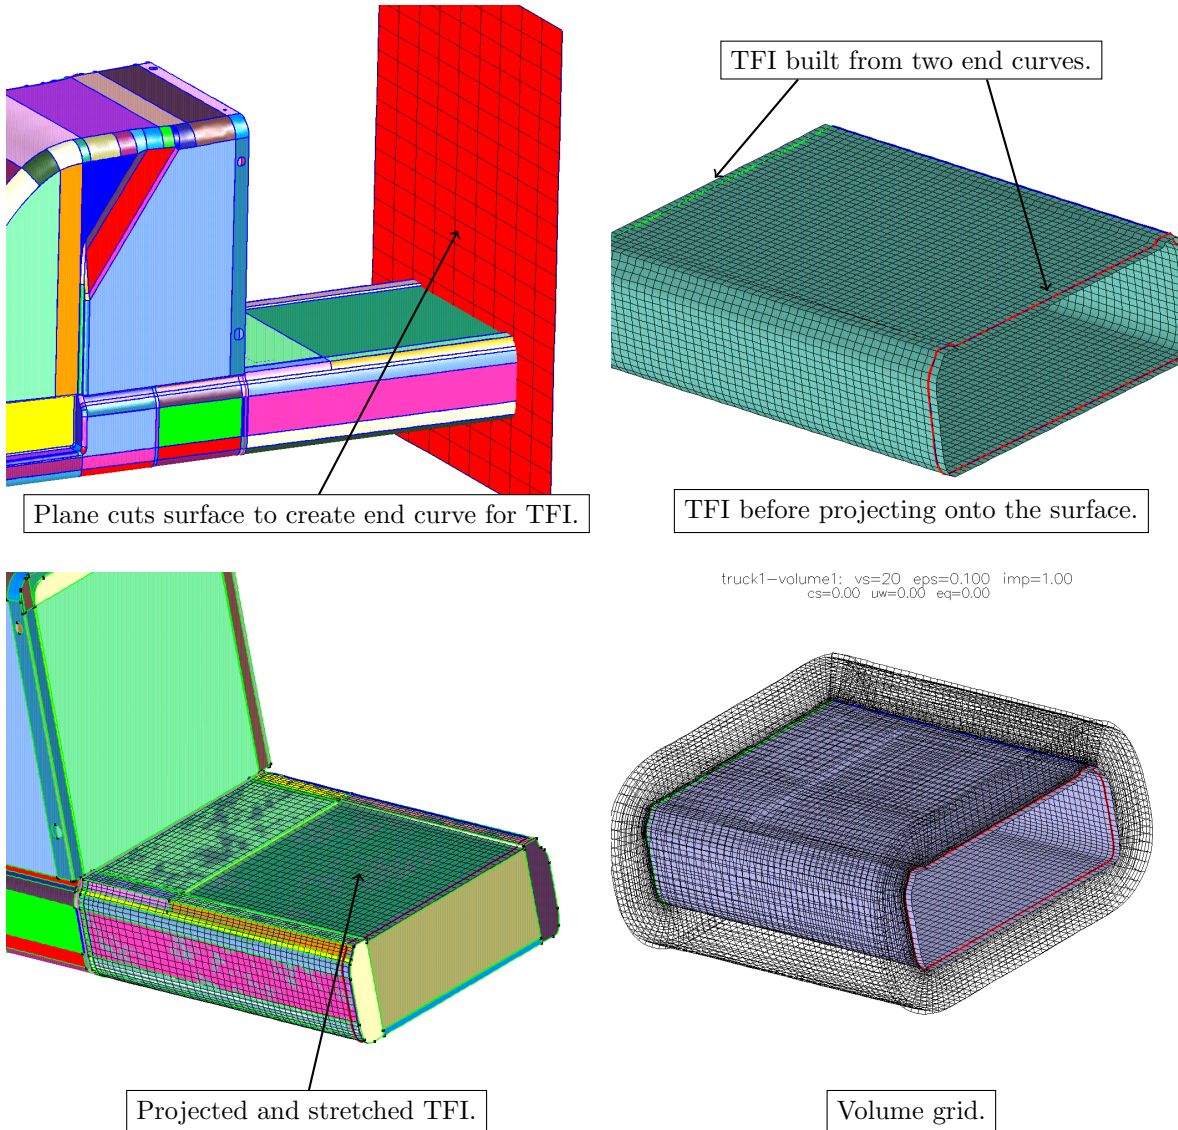 TFI built from two end curves.
Plane cuts surface to create end curve for TFI.
TFI before projecting onto the surface.
truck1-volume1: vs=20 eps=0.100 imp=1.00
cs=0.00 uw=0.00 eq=0.00
Projected and stretched TFI.
Volume grid.